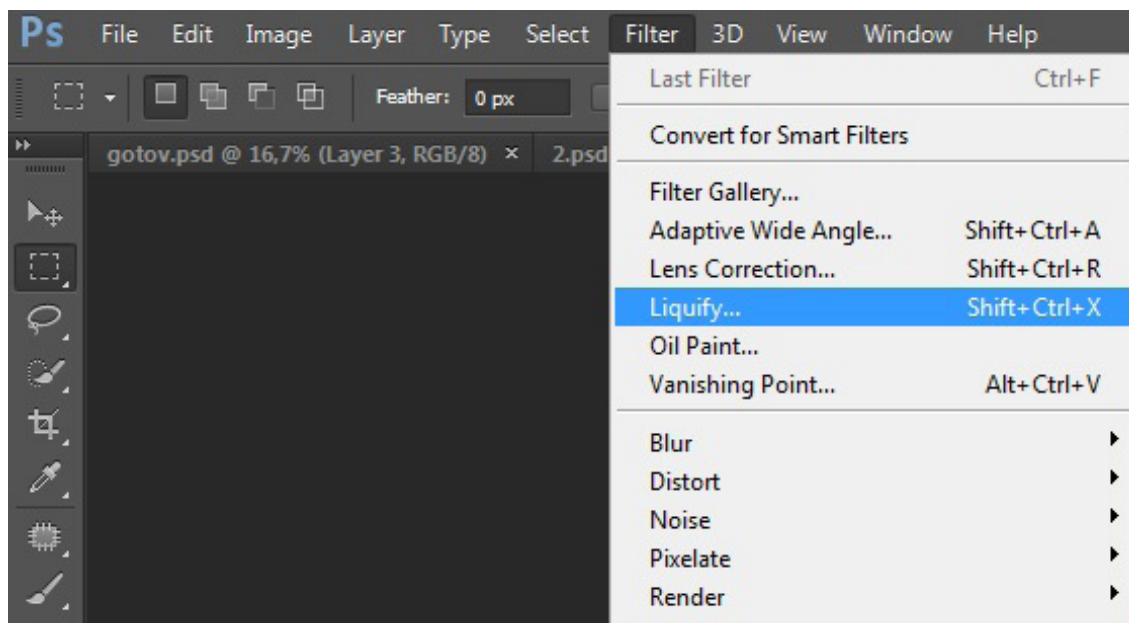 Ps File Edit Image Layer Type Select Filter 3D View Window Help
Feather: 0 px
gotov.psd @ 16,7% (Layer 3, RGB/8) × 2.psd
Last Filter Ctrl+F
Convert for Smart Filters
Filter Gallery...
Adaptive Wide Angle... Shift+Ctrl+A
Lens Correction... Shift+Ctrl+R
Liquify... Shift+Ctrl+X
Oil Paint...
Vanishing Point... Alt+Ctrl+V
Blur
Distort
Noise
Pixelate
Render